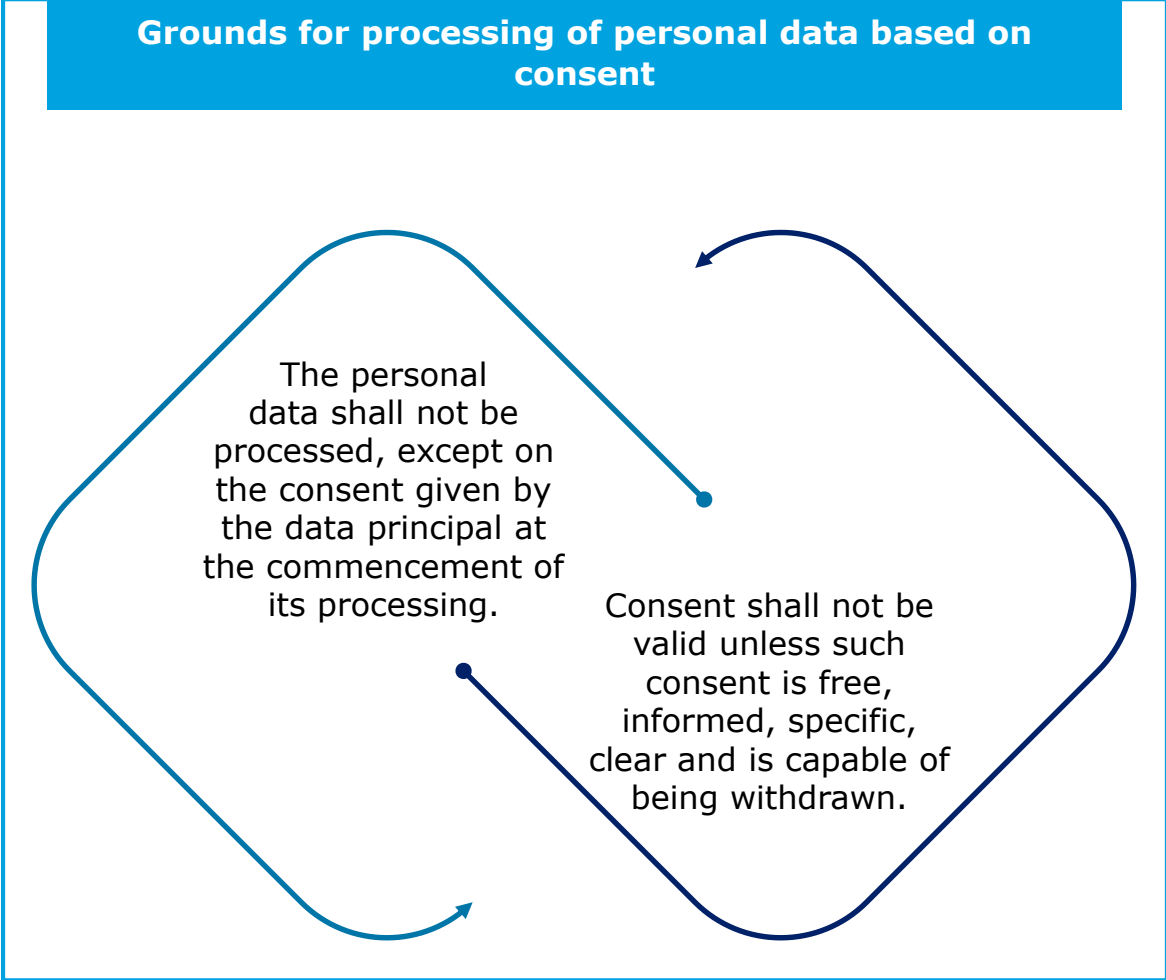 Grounds for processing of personal data based on
consent
The personal
data shall not be
processed, except on
the consent given by
the data principal at
the commencement of
its processing.
Consent shall not be
valid unless such
consent is free,
informed, specific,
clear and is capable of
being withdrawn.